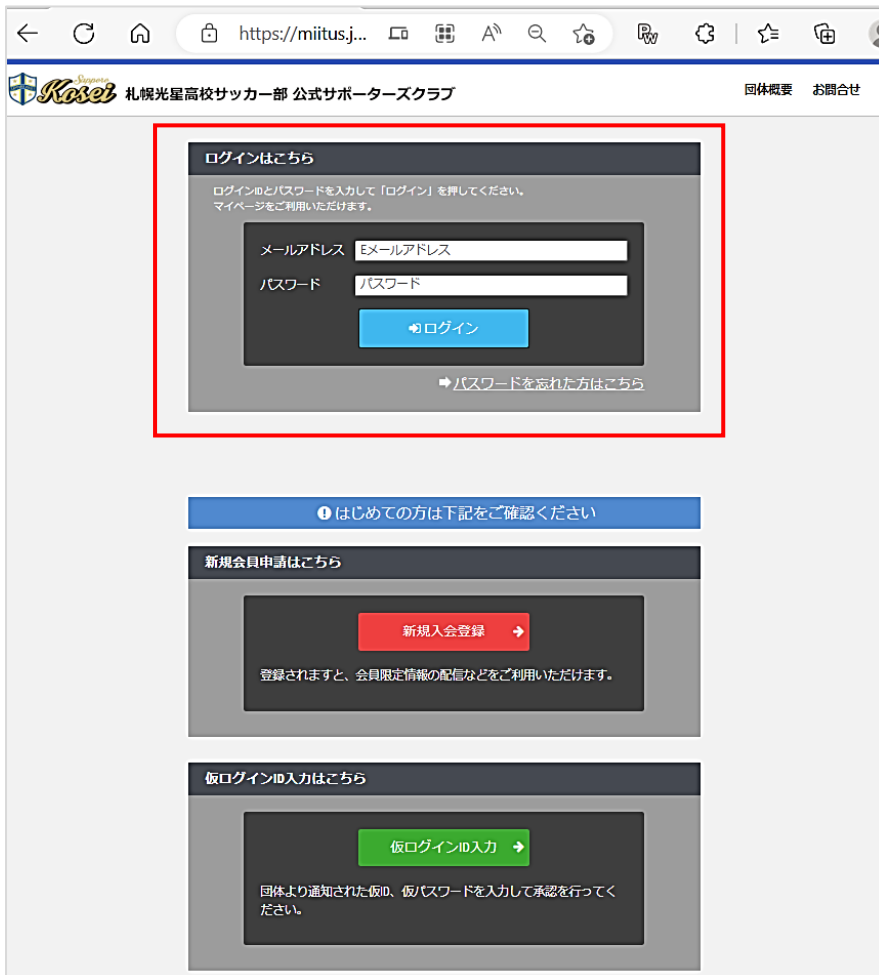 https://miitus.j...
Sapporo
Kosei
札幌光星高校サッカー部 公式サポーターズクラブ
団体概要 お問合せ
ログインはこちら
ログインIDとパスワードを入力して「ログイン」を押してください。
マイページをご利用いただけます。
メールアドレス Eメールアドレス
パスワード パスワード
ログイン
パスワードを忘れた方はこちら
はじめての方は下記をご確認ください
新規会員申請はこちら
新規入会登録
登録されますと、会員限定情報の配信などをご利用いただけます。
仮ログインID入力はこちら
仮ログインID入力
団体より通知された仮ID、仮パスワードを入力して承認を行ってく
ださい。